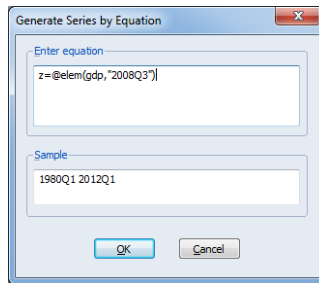 Generate Series by Equation
Enter equation
z=@elem(gdp,"2008Q3")
Sample
1980Q1 2012Q1
OK
Cancel